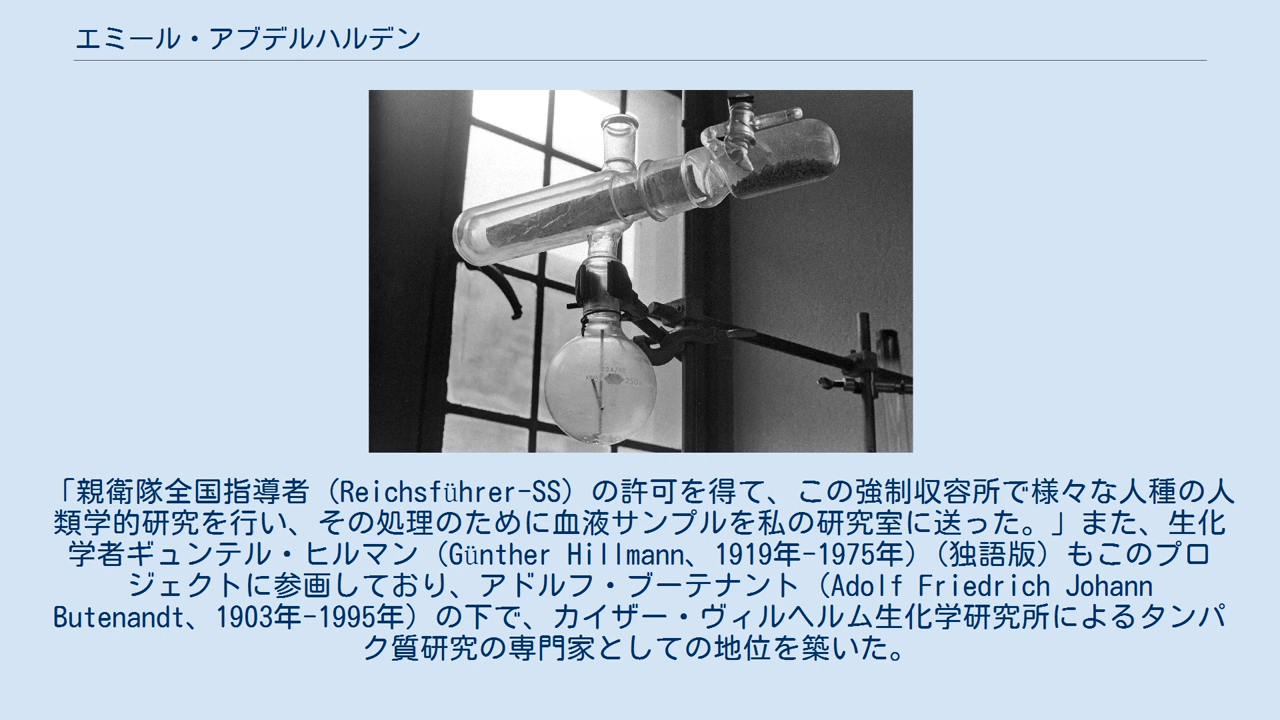 エミール・アブデルハルデン
「親衛隊全国指導者（Reichsführer-SS）の許可を得て、この強制収容所で様々な人種の人
類学的研究を行い、その処理のために血液サンプルを私の研究室に送った。」また、生化
学者ギュンテル・ヒルマン（Günther Hillmann、1919年-1975年）（独語版）もこのプロ
ジェクトに参画しており、アドルフ・ブーテナント（Adolf Friedrich Johann
Butenandt、1903年-1995年）の下で、カイザー・ヴィルヘルム生化学研究所によるタンパ
ク質研究の専門家としての地位を築いた。